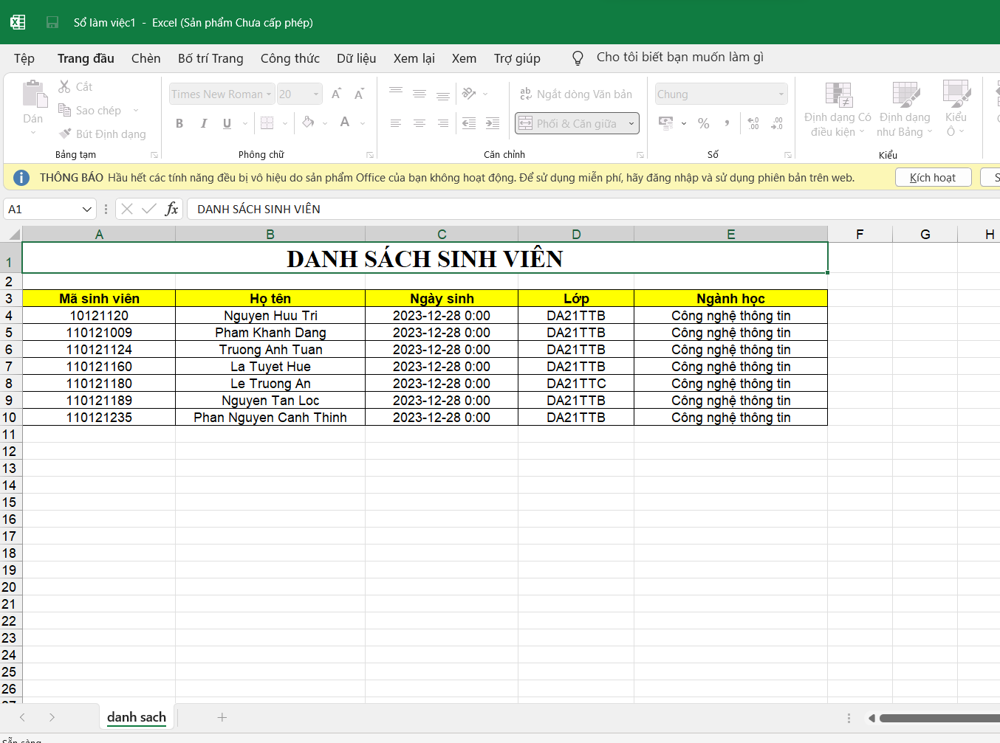 Sổ làm việc1 - Excel (Sản phẩm Chưa cấp phép)
Tệp Trang đầu Chèn Bố trí Trang Công thức Dữ liệu Xem lại Xem Trợ giúp Cho tôi biết bạn muốn làm gì
Dán
Cắt
Sao chép
Bút Định dạng
Bảng tạm
Times New Roman 20
B I U A
Phông chữ
Ngắt dòng Văn bản
Phối & Căn giữa
Căn chỉnh
Chung
Số
Định dạng Có điều kiện
Định dạng như Bảng
Kiểu Ô
Kiểu
THÔNG BÁO Hầu hết các tính năng đều bị vô hiệu do sản phẩm Office của bạn không hoạt động. Để sử dụng miễn phí, hãy đăng nhập và sử dụng phiên bản trên web. Kích hoạt
A1 fx DANH SÁCH SINH VIÊN
A B C D E F G H
1 DANH SÁCH SINH VIÊN
2
3 Mã sinh viên Họ tên Ngày sinh Lớp Ngành học
4 10121120 Nguyen Huu Tri 2023-12-28 0:00 DA21TTB Công nghệ thông tin
5 110121009 Pham Khanh Dang 2023-12-28 0:00 DA21TTB Công nghệ thông tin
6 110121124 Truong Anh Tuan 2023-12-28 0:00 DA21TTB Công nghệ thông tin
7 110121160 La Tuyet Hue 2023-12-28 0:00 DA21TTB Công nghệ thông tin
8 110121180 Le Truong An 2023-12-28 0:00 DA21TTC Công nghệ thông tin
9 110121189 Nguyen Tan Loc 2023-12-28 0:00 DA21TTB Công nghệ thông tin
10 110121235 Phan Nguyen Canh Thinh 2023-12-28 0:00 DA21TTB Công nghệ thông tin
11
12
13
14
15
16
17
18
19
20
21
22
23
24
25
26
danh sach